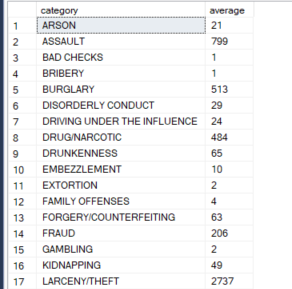 category average
1 ARSON 21
2 ASSAULT 799
3 BAD CHECKS 1
4 BRIBERY 1
5 BURGLARY 513
6 DISORDERLY CONDUCT 29
7 DRIVING UNDER THE INFLUENCE 24
8 DRUG/NARCOTIC 484
9 DRUNKENNESS 65
10 EMBEZZLEMENT 10
11 EXTORTION 2
12 FAMILY OFFENSES 4
13 FORGERY/COUNTERFEITING 63
14 FRAUD 206
15 GAMBLING 2
16 KIDNAPPING 49
17 LARCENY/THEFT 2737